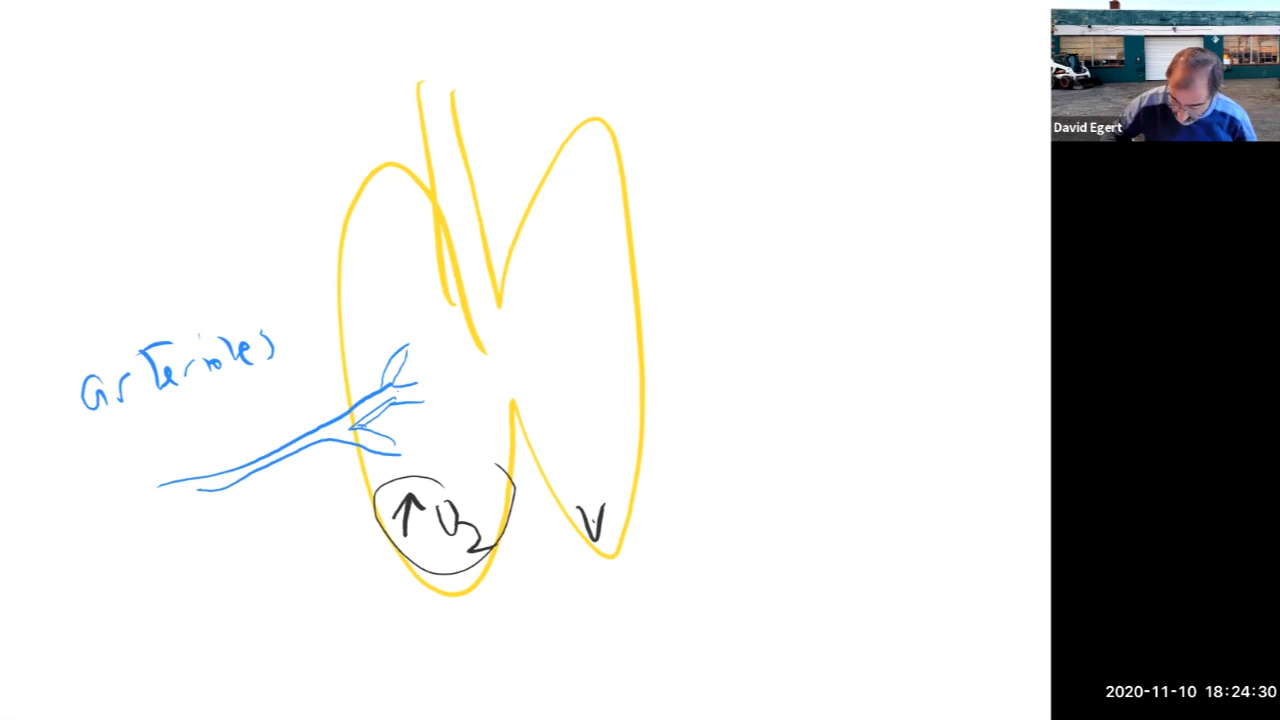 David Egert
arterioles
↑ O2
V
2020-11-10 18:24:30